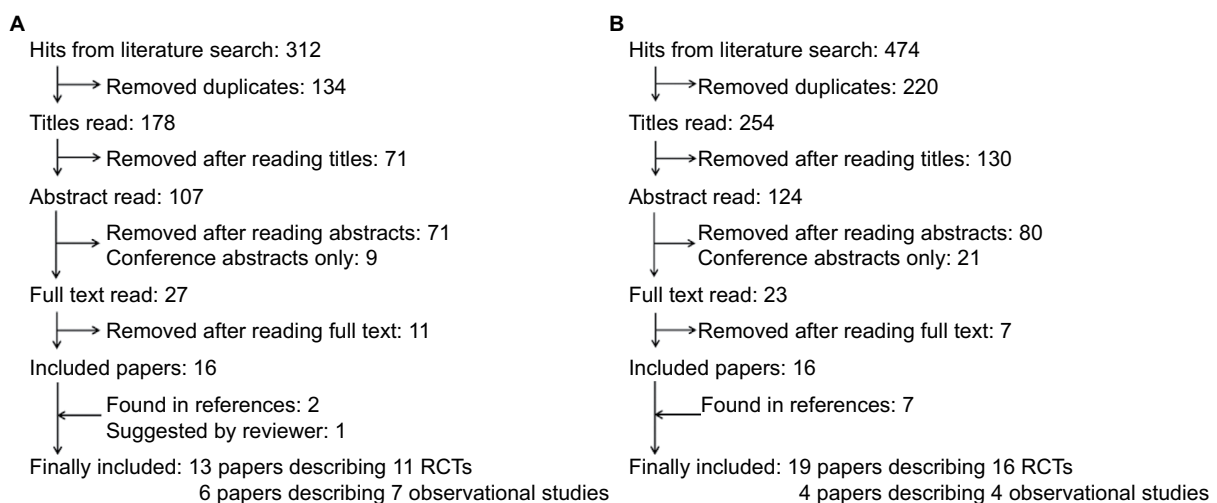 A
Hits from literature search: 312
Removed duplicates: 134
Titles read: 178
Removed after reading titles: 71
Abstract read: 107
Removed after reading abstracts: 71
Conference abstracts only: 9
Full text read: 27
Removed after reading full text: 11
Included papers: 16
Found in references: 2
Suggested by reviewer: 1
Finally included: 13 papers describing 11 RCTs
6 papers describing 7 observational studies
B
Hits from literature search: 474
Removed duplicates: 220
Titles read: 254
Removed after reading titles: 130
Abstract read: 124
Removed after reading abstracts: 80
Conference abstracts only: 21
Full text read: 23
Removed after reading full text: 7
Included papers: 16
Found in references: 7
Finally included: 19 papers describing 16 RCTs
4 papers describing 4 observational studies